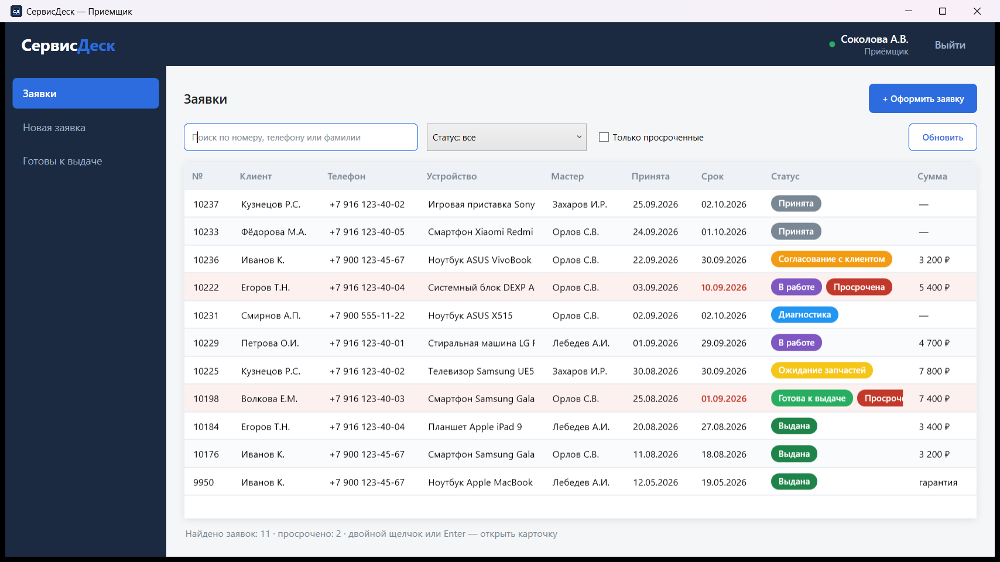 СервисДеск — Приёмщик
СервисДеск
Соколова А.В.
Приёмщик
Выйти
Заявки
Новая заявка
Готовы к выдаче
Заявки
+ Оформить заявку
Поиск по номеру, телефону или фамилии
Статус: все
Только просроченные
Обновить
№ Клиент Телефон Устройство Мастер Принята Срок Статус Сумма
10237 Кузнецов Р.С. +7 916 123-40-02 Игровая приставка Sony Захаров И.Р. 25.09.2026 02.10.2026 Принята —
10233 Фёдорова М.А. +7 916 123-40-05 Смартфон Xiaomi Redmi Орлов С.В. 24.09.2026 01.10.2026 Принята —
10236 Иванов К. +7 900 123-45-67 Ноутбук ASUS VivoBook Орлов С.В. 22.09.2026 30.09.2026 Согласование с клиентом 3 200 ₽
10222 Егоров Т.Н. +7 916 123-40-04 Системный блок DEXP A Орлов С.В. 03.09.2026 10.09.2026 В работе Просрочена 5 400 ₽
10231 Смирнов А.П. +7 900 555-11-22 Ноутбук ASUS X515 Орлов С.В. 02.09.2026 02.10.2026 Диагностика —
10229 Петрова О.И. +7 916 123-40-01 Стиральная машина LG Лебедев А.И. 01.09.2026 29.09.2026 В работе 4 700 ₽
10225 Кузнецов Р.С. +7 916 123-40-02 Телевизор Samsung UE5 Захаров И.Р. 30.08.2026 30.09.2026 Ожидание запчастей 7 800 ₽
10198 Волкова Е.М. +7 916 123-40-03 Смартфон Samsung Gala Орлов С.В. 25.08.2026 01.09.2026 Готова к выдаче Просроч 7 400 ₽
10184 Егоров Т.Н. +7 916 123-40-04 Планшет Apple iPad 9 Лебедев А.И. 20.08.2026 27.08.2026 Выдана 3 400 ₽
10176 Иванов К. +7 900 123-45-67 Смартфон Samsung Gala Орлов С.В. 11.08.2026 18.08.2026 Выдана 3 200 ₽
9950 Иванов К. +7 900 123-45-67 Ноутбук Apple MacBook Лебедев А.И. 12.05.2026 19.05.2026 Выдана гарантия
Найдено заявок: 11 · просрочено: 2 · двойной щелчок или Enter — открыть карточку